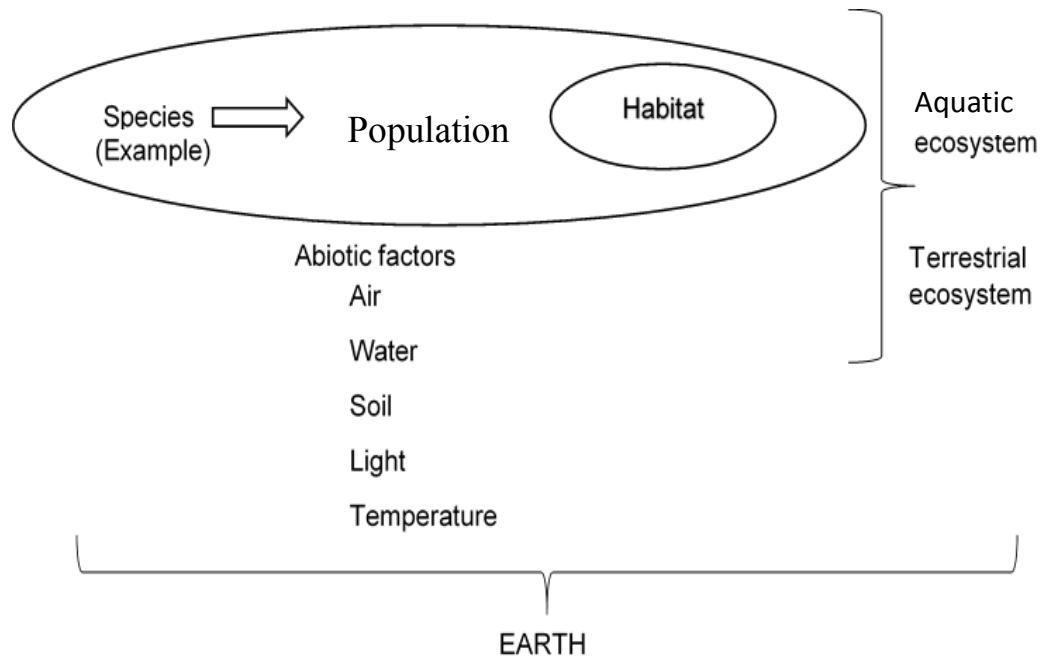 Species
(Example)
Population
Habitat
Aquatic
ecosystem
Abiotic factors
Air
Water
Soil
Light
Temperature
Terrestrial
ecosystem
EARTH